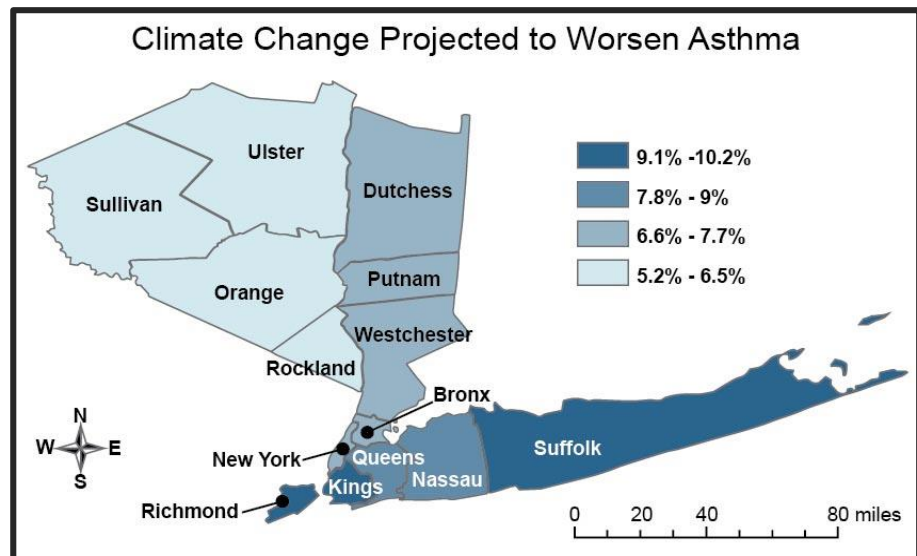 Climate Change Projected to Worsen Asthma
Ulster
Sullivan
Dutchess
9.1% -10.2%
7.8% - 9%
6.6% - 7.7%
5.2% - 6.5%
Putnam
Orange
Westchester
Rockland
Bronx
N
W E
S
New York
Queens
Suffolk
Kings
Nassau
Richmond
0 20 40 60 80 miles